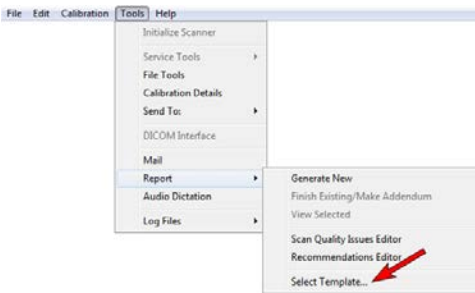 File Edit Calibration Tools Help
Initialize Scanner
Service Tools
File Tools
Calibration Details
Send To:
DICOM Interface
Mail
Report
Audio Dictation
Log Files
Generate New
Finish Existing/Make Addendum
View Selected
Scan Quality Issues Editor
Recommendations Editor
Select Template...